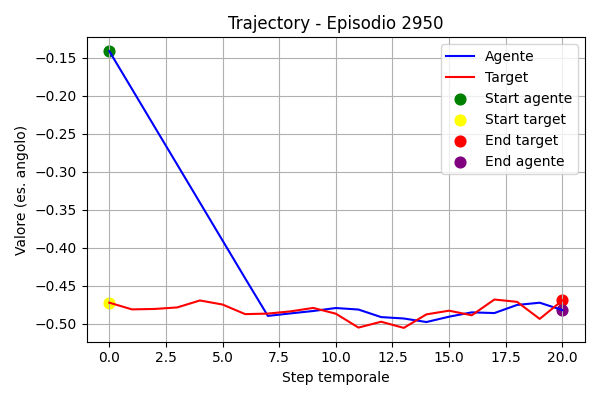 Trajectory - Episodio 2950
Agente
Target
Start agente
Start target
End target
End agente
Valore (es. angolo)
−0.15
−0.20
−0.25
−0.30
−0.35
−0.40
−0.45
−0.50
0.0 2.5 5.0 7.5 10.0 12.5 15.0 17.5 20.0
Step temporale